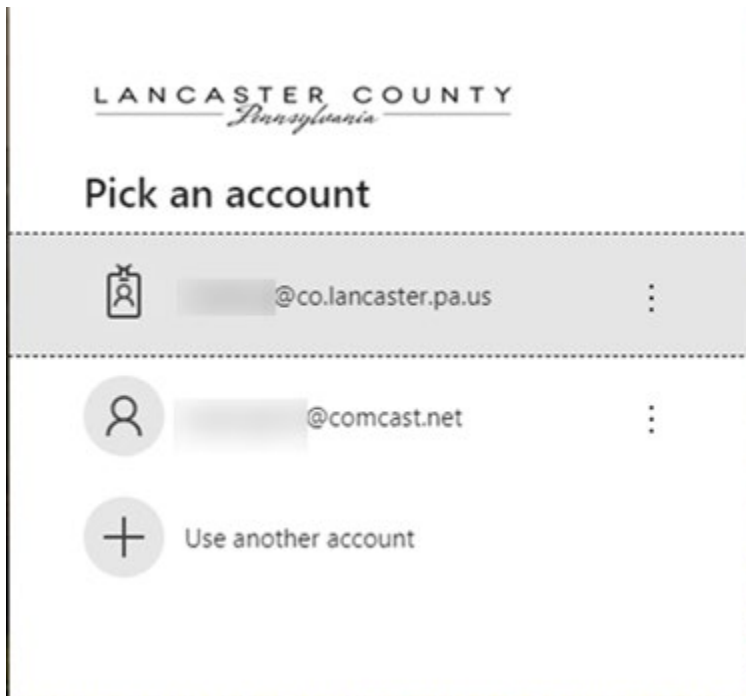 LANCASTER COUNTY
Pennsylvania
Pick an account
@co.lancaster.pa.us
@comcast.net
Use another account